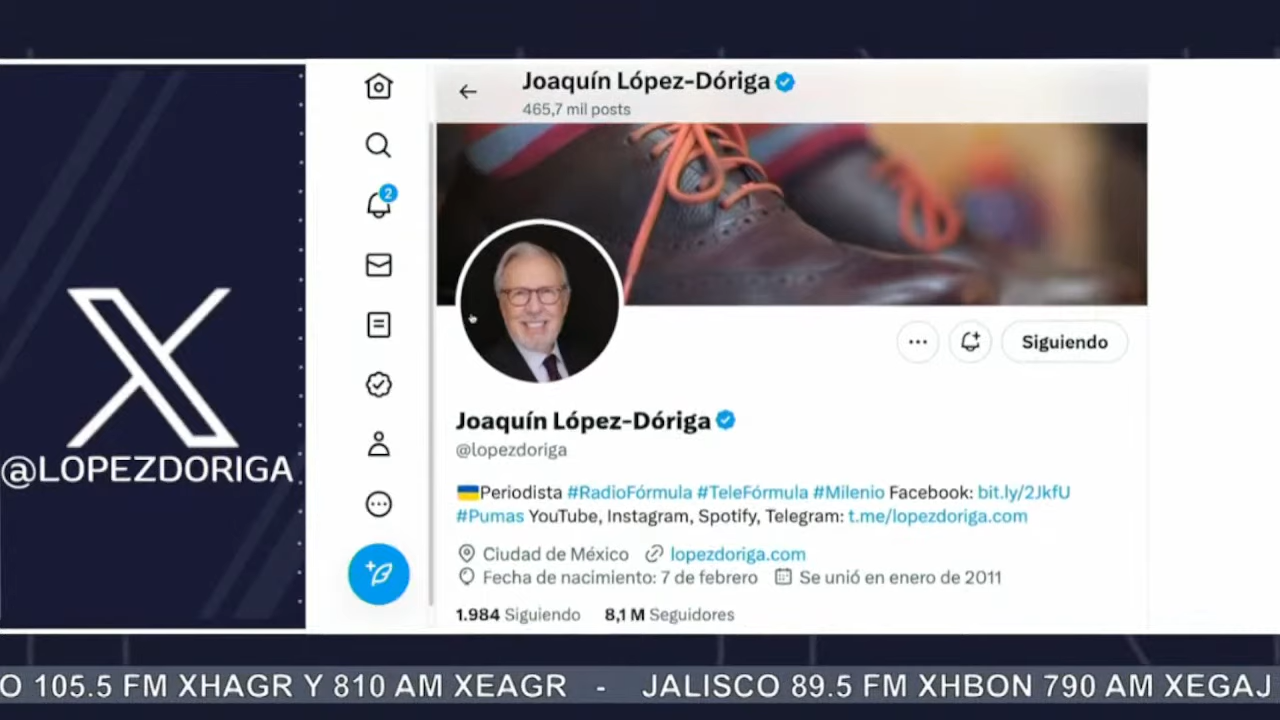 Joaquín López-Dóriga
465,7 mil posts
2
Siguiendo
X
@LOPEZDORIGA
Joaquín López-Dóriga
@lopezdoriga
Periodista #RadioFórmula #TeleFórmula #Milenio Facebook: bit.ly/2JkfU
#Pumas YouTube, Instagram, Spotify, Telegram: t.me/lopezdoriga.com
Ciudad de México lopezdoriga.com
Fecha de nacimiento: 7 de febrero Se unió en enero de 2011
1.984 Siguiendo 8,1 M Seguidores
O 105.5 FM XHAGR Y 810 AM XEAGR - JALISCO 89.5 FM XHBON 790 AM XEGAJ